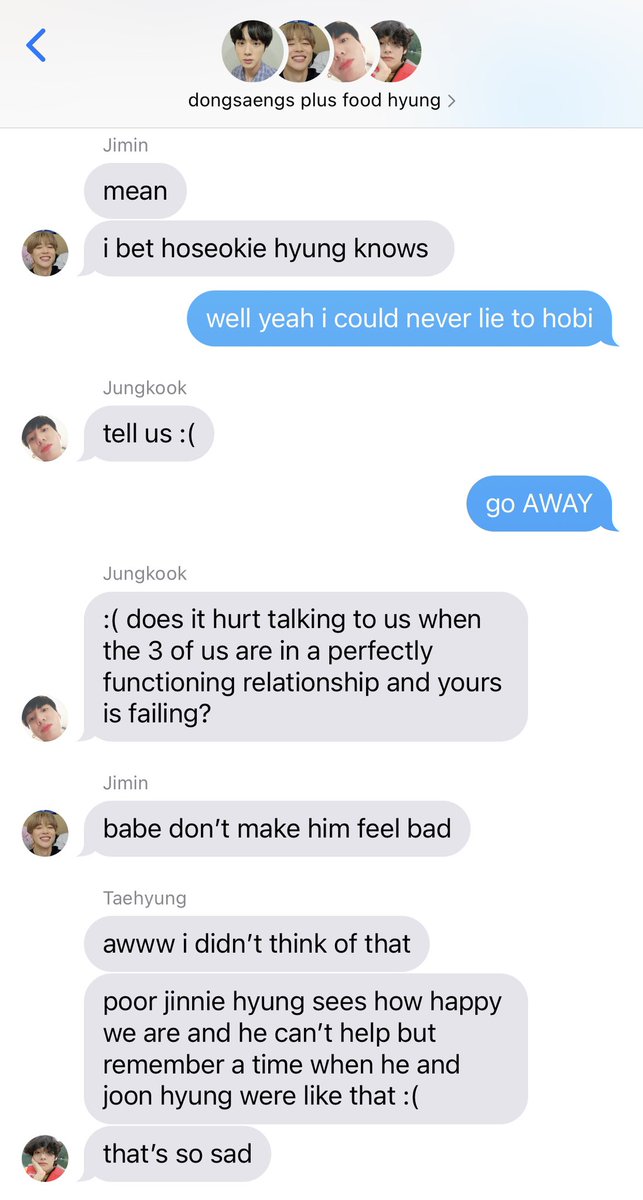 dongsaengs plus food hyung
Jimin
mean
i bet hoseokie hyung knows
well yeah i could never lie to hobi
Jungkook
tell us :(
go AWAY
Jungkook
:( does it hurt talking to us when
the 3 of us are in a perfectly
functioning relationship and yours
is failing?
Jimin
babe don’t make him feel bad
Taehyung
awww i didn’t think of that
poor jinnie hyung sees how happy
we are and he can’t help but
remember a time when he and
joon hyung were like that :(
that’s so sad